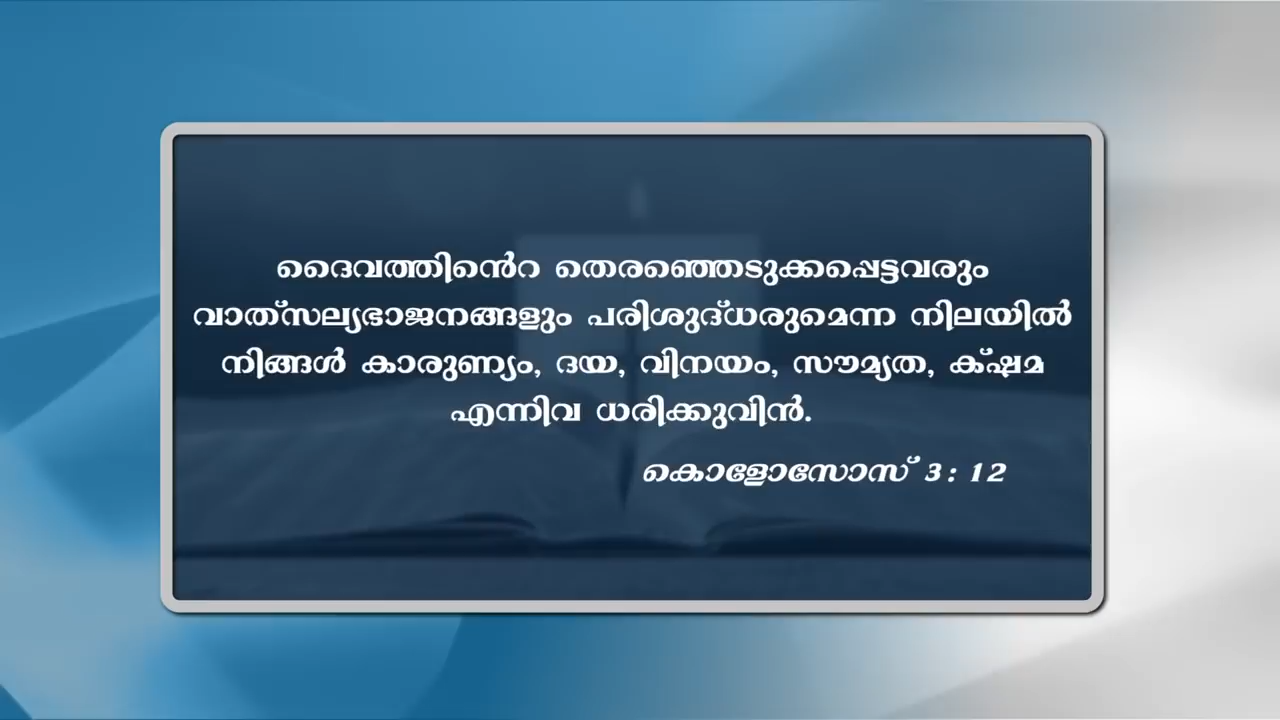 ദൈവത്തിൻെറ തെരഞ്ഞെടുക്കപ്പെട്ടവരും
വാത്സല്യഭാജനങ്ങളും പരിശുദ്ധരുമെന്ന നിലയിൽ
നിങ്ങൾ കാരുണ്യം, ദയ, വിനയം, സൗമ്യത, ക്ഷമ
എന്നിവ ധരിക്കുവിൻ.
കൊളോസോസ് 3: 12